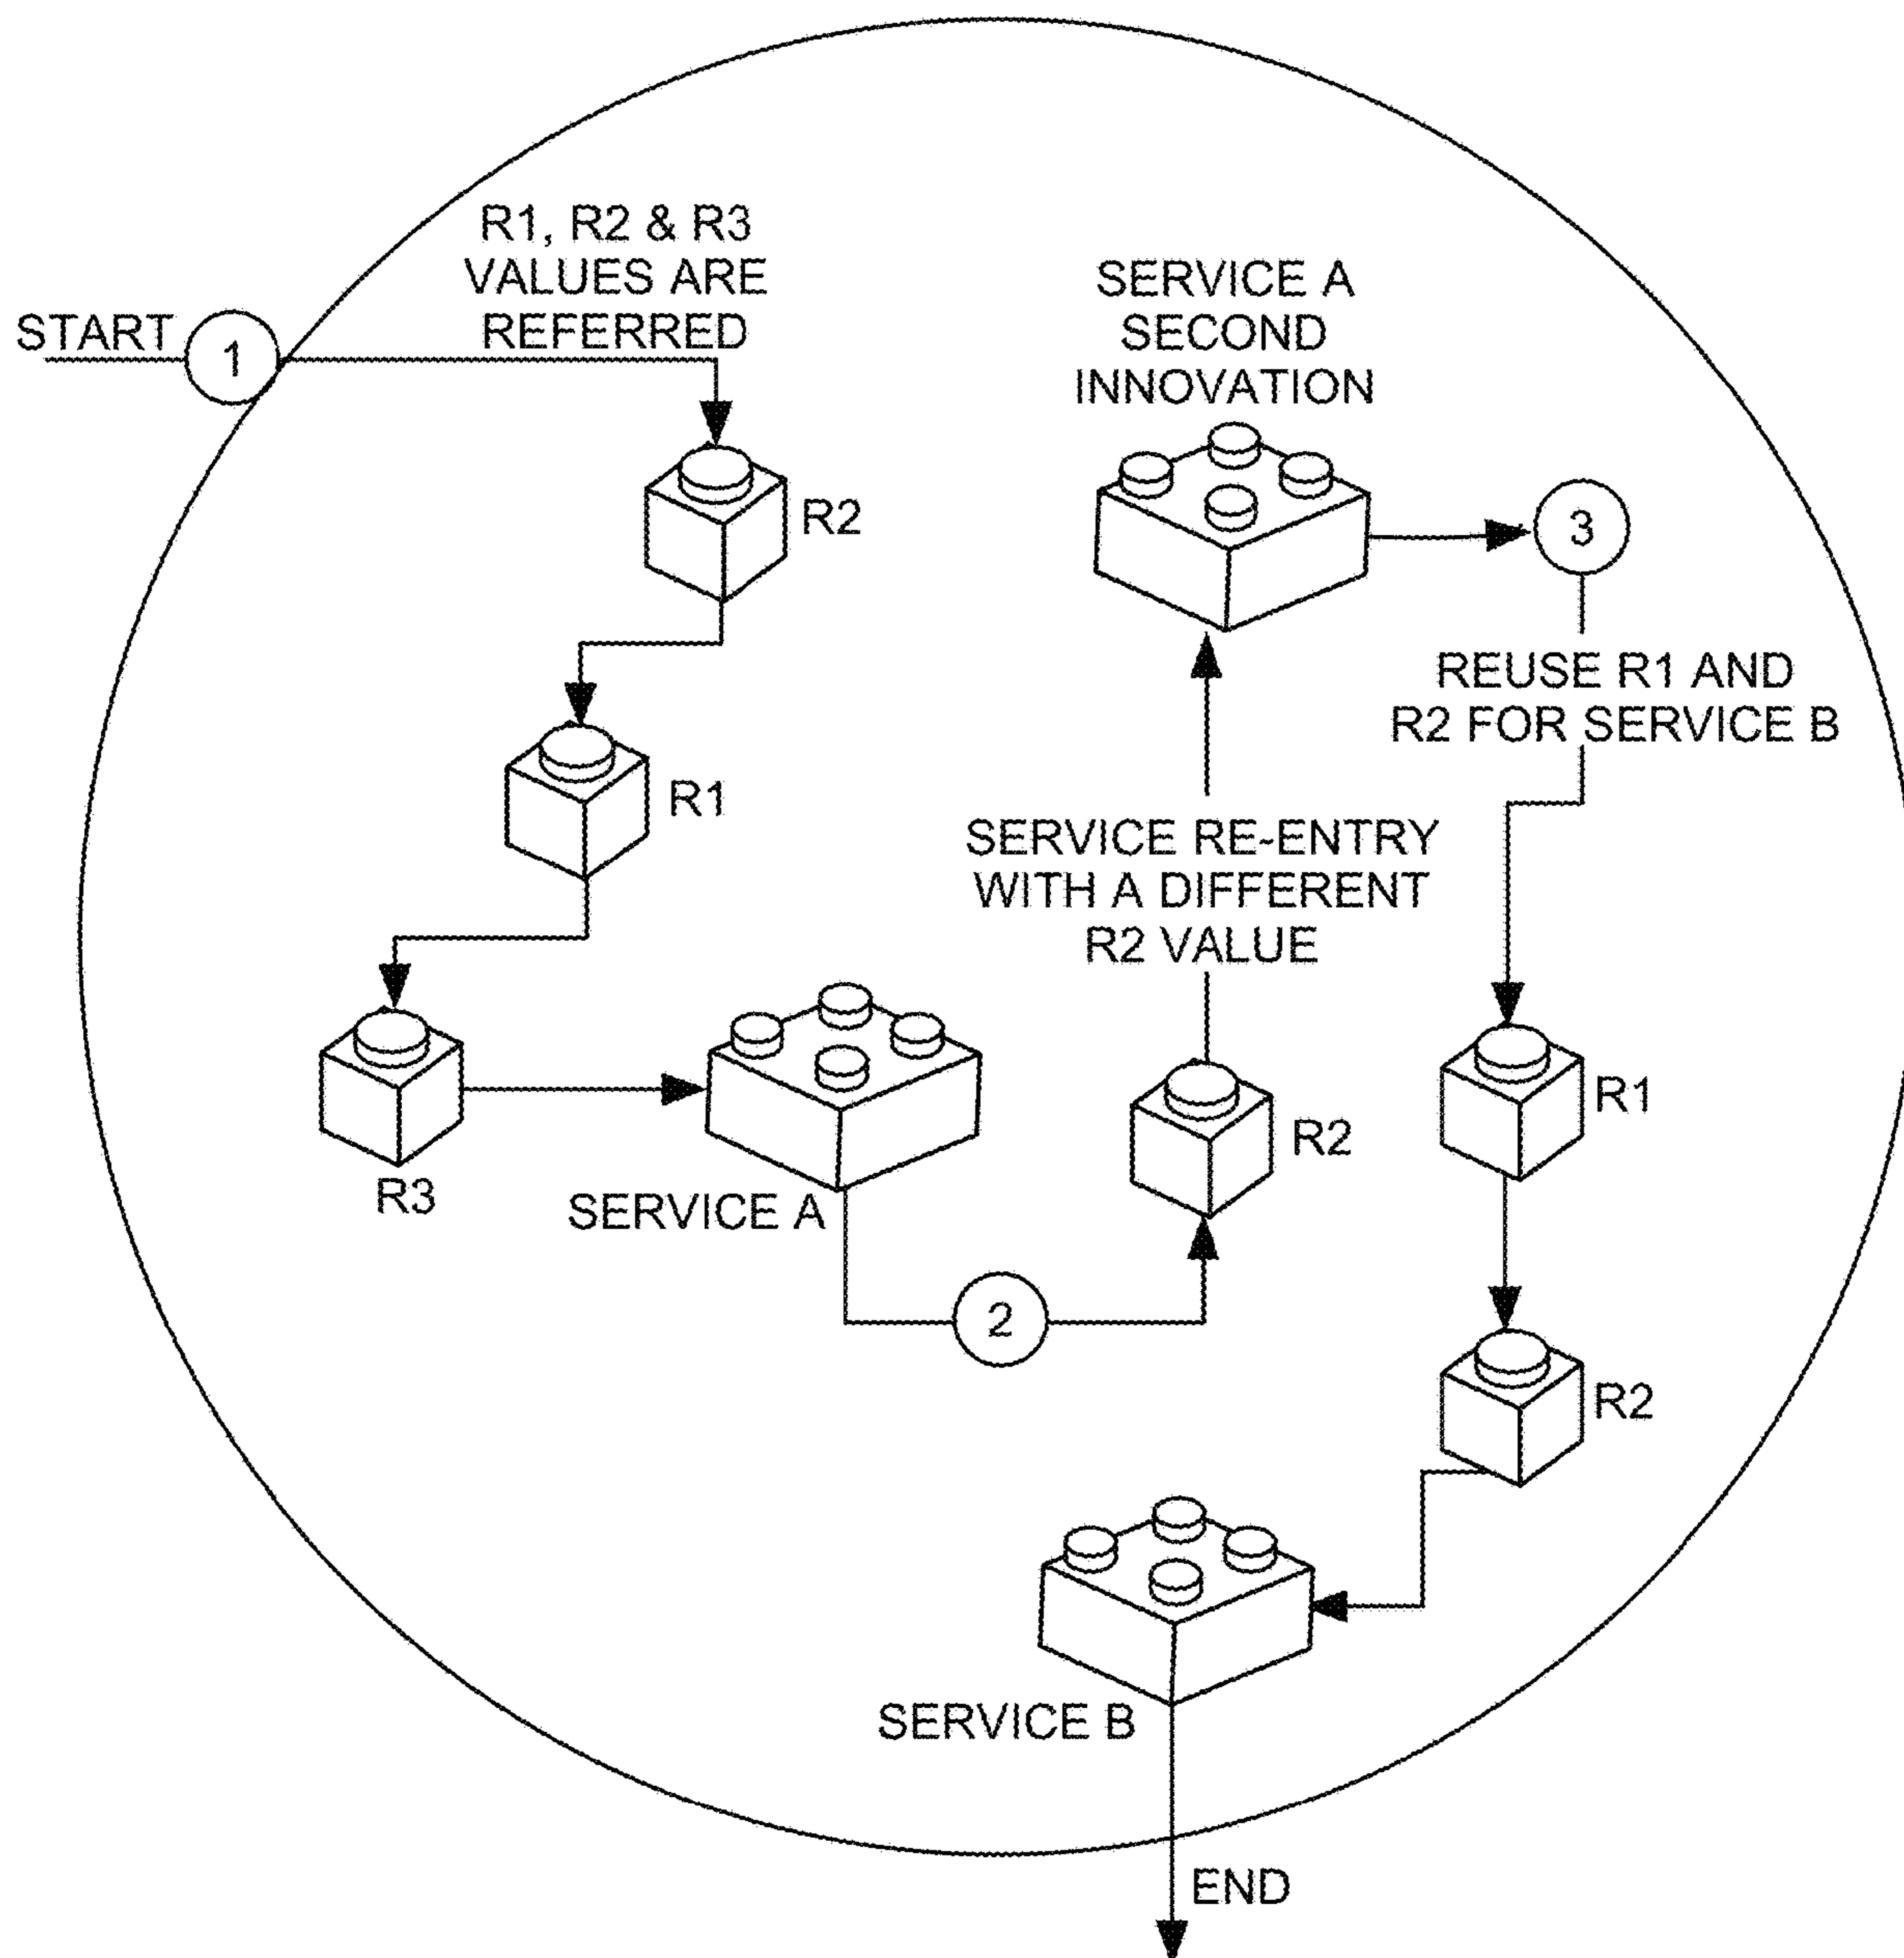 START
1
R1, R2 & R3
VALUES ARE
REFERRED
R2
R1
R3
SERVICE A
2
R2
SERVICE RE-ENTRY
WITH A DIFFERENT
R2 VALUE
SERVICE A
SECOND
INNOVATION
3
REUSE R1 AND
R2 FOR SERVICE B
R1
R2
SERVICE B
END